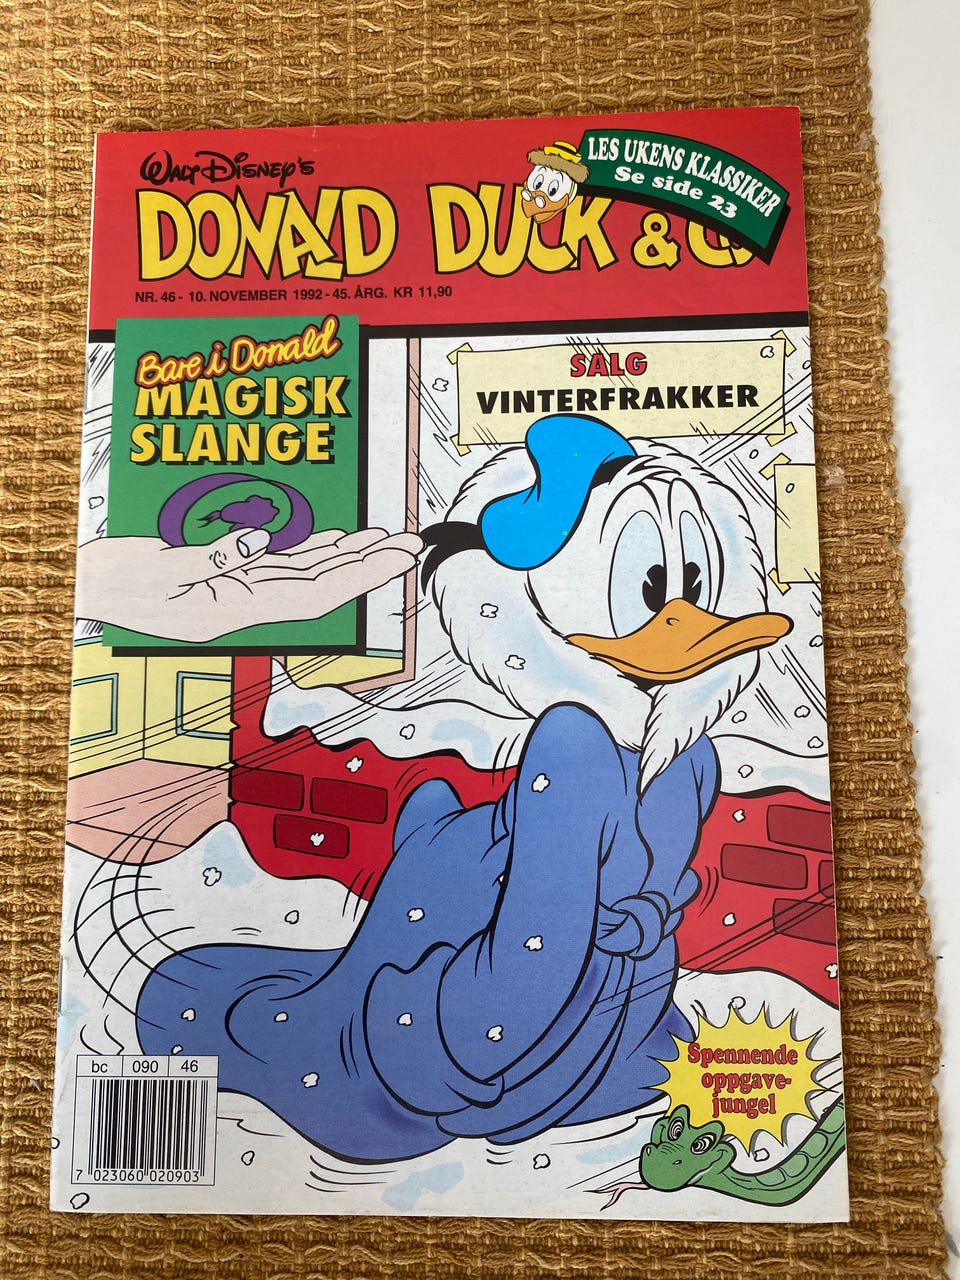 WALT DISNEY'S
DONALD DUCK & CO
LES UKENS KLASSIKER
Se side 23
NR. 46 - 10. NOVEMBER 1992 - 45. ÅRG. KR 11,90
Bare i Donald
MAGISK
SLANGE
SALG
VINTERFRAKKER
Spennende
oppgave-
jungel
bc 090 46
7 023060 020903